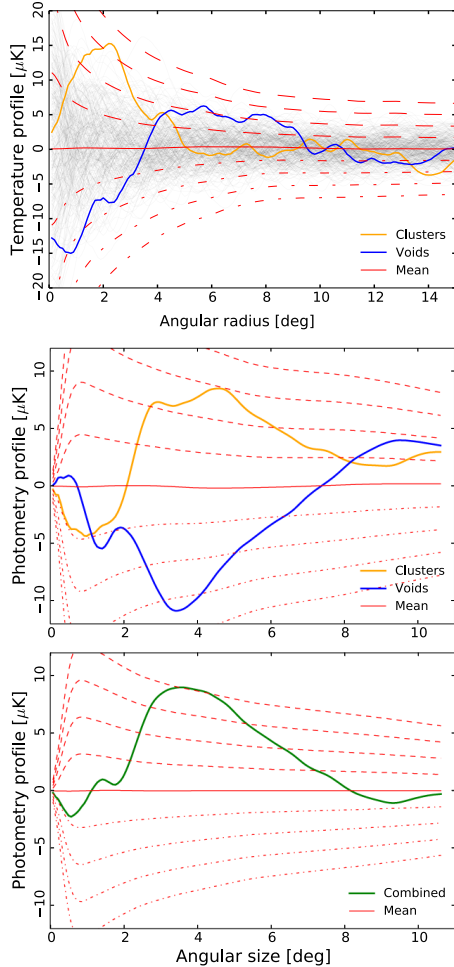 Temperature profile [μK]
20
15
10
5
0
−5
−10
−15
−20
Clusters
Voids
Mean
0 2 4 6 8 10 12 14
Angular radius [deg]
Photometry profile [μK]
10
5
0
−5
−10
Clusters
Voids
Mean
0 2 4 6 8 10
Photometry profile [μK]
10
5
0
−5
−10
Combined
Mean
0 2 4 6 8 10
Angular size [deg]